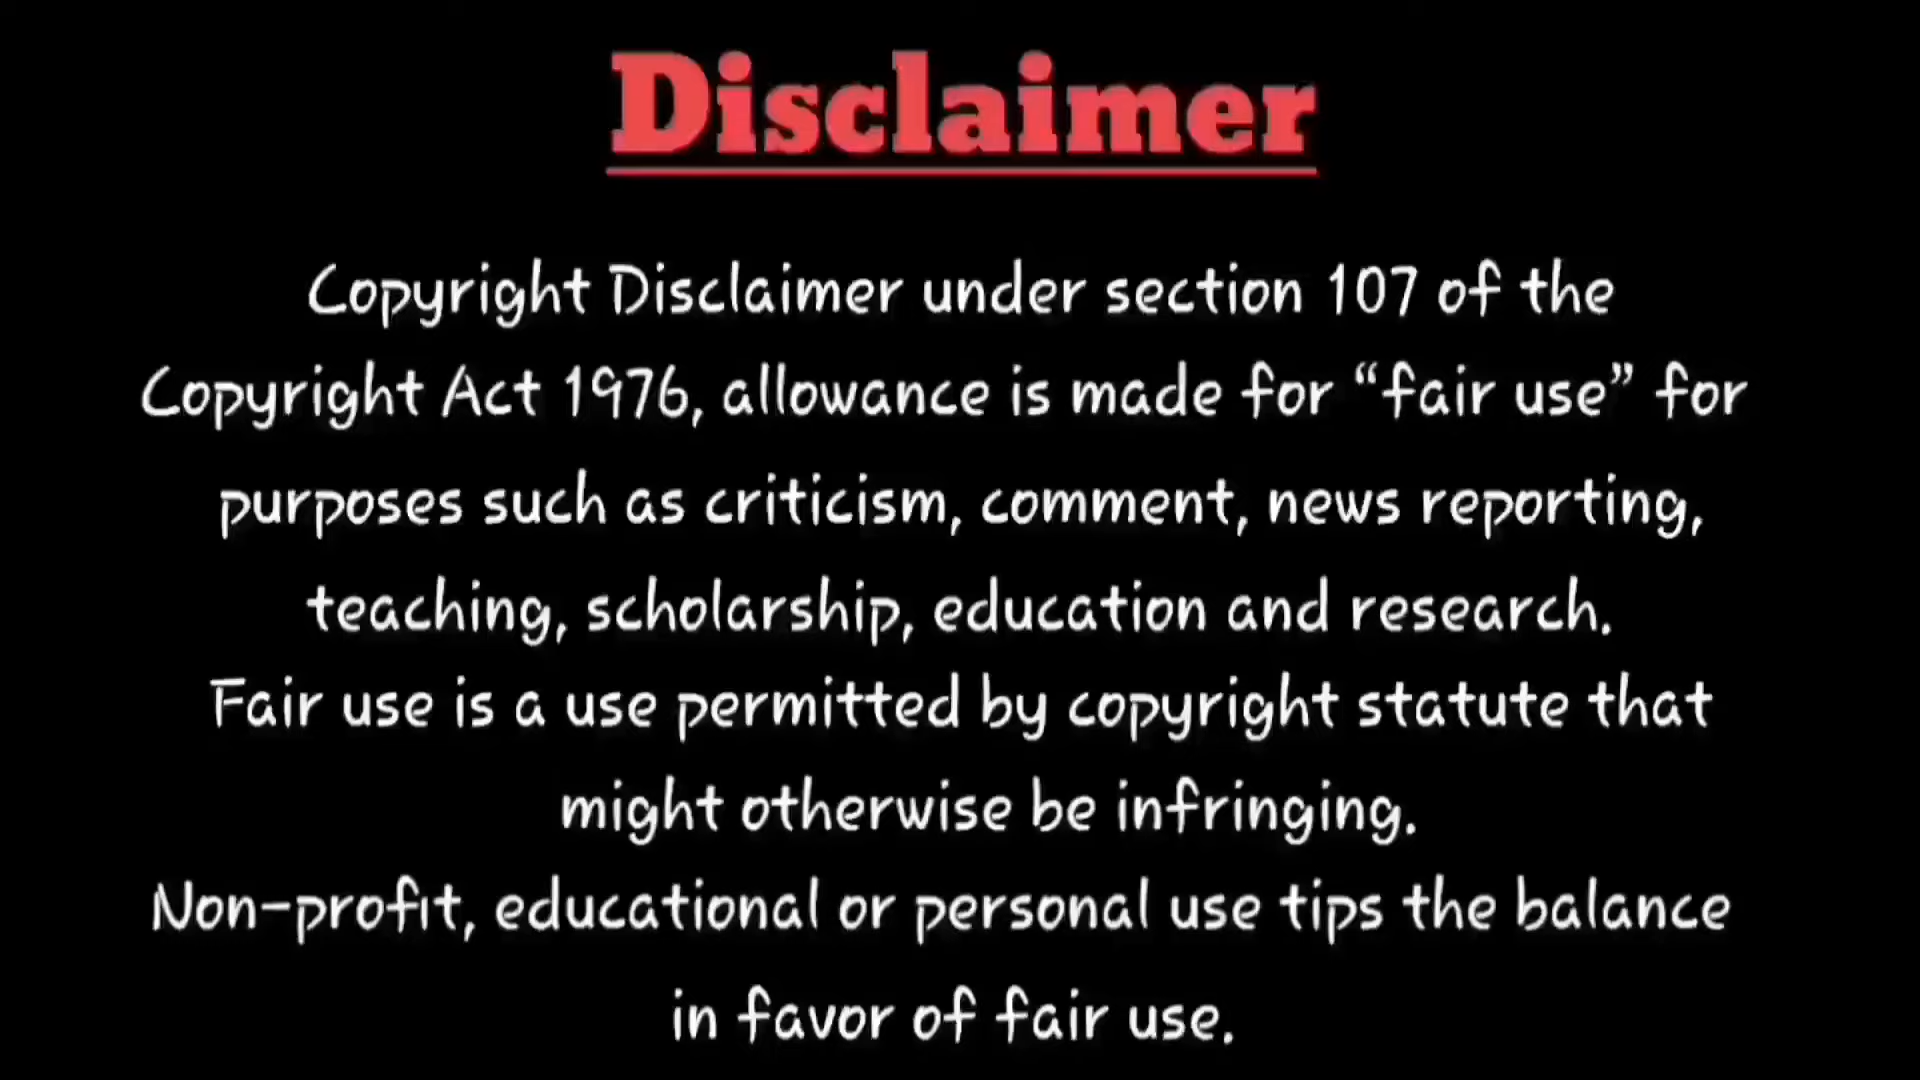 Disclaimer
Copyright Disclaimer under section 107 of the
Copyright Act 1976, allowance is made for “fair use” for
purposes such as criticism, comment, news reporting,
teaching, scholarship, education and research.
Fair use is a use permitted by copyright statute that
might otherwise be infringing.
Non-profit, educational or personal use tips the balance
in favor of fair use.